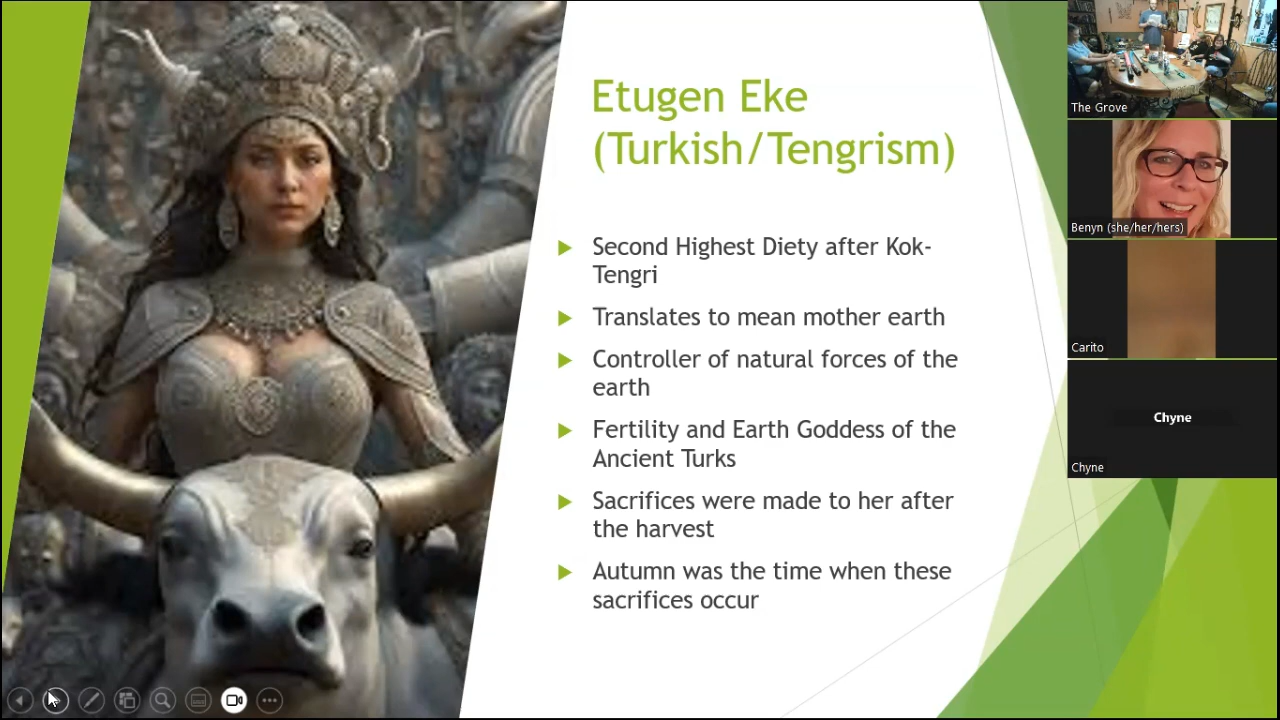 Etugen Eke
(Turkish/Tengrism)
Second Highest Diety after Kok-
Tengri
Translates to mean mother earth
Controller of natural forces of the
earth
Fertility and Earth Goddess of the
Ancient Turks
Sacrifices were made to her after
the harvest
Autumn was the time when these
sacrifices occur
The Grove
Benyn (she/her/hers)
Carito
Chyne
Chyne